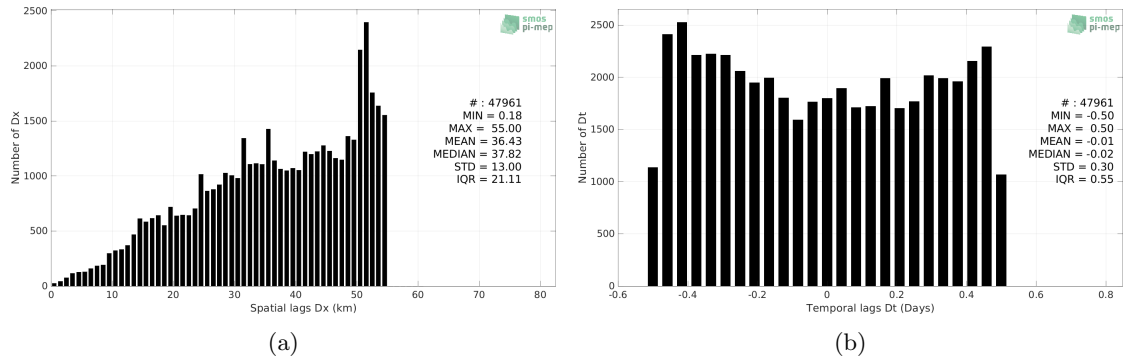 2500
2000
1500
1000
500
0
Number of Dx
0 10 20 30 40 50 60 70 80
Spatial lags Dx (km)
smos
pi-mep
# : 47961
MIN = 0.18
MAX = 55.00
MEAN = 36.43
MEDIAN = 37.82
STD = 13.00
IQR = 21.11
(a)
2500
2000
1500
1000
500
0
Number of Dt
-0.6 -0.4 -0.2 0 0.2 0.4 0.6 0.8
Temporal lags Dt (Days)
smos
pi-mep
# : 47961
MIN = -0.50
MAX = 0.50
MEAN = -0.01
MEDIAN = -0.02
STD = 0.30
IQR = 0.55
(b)